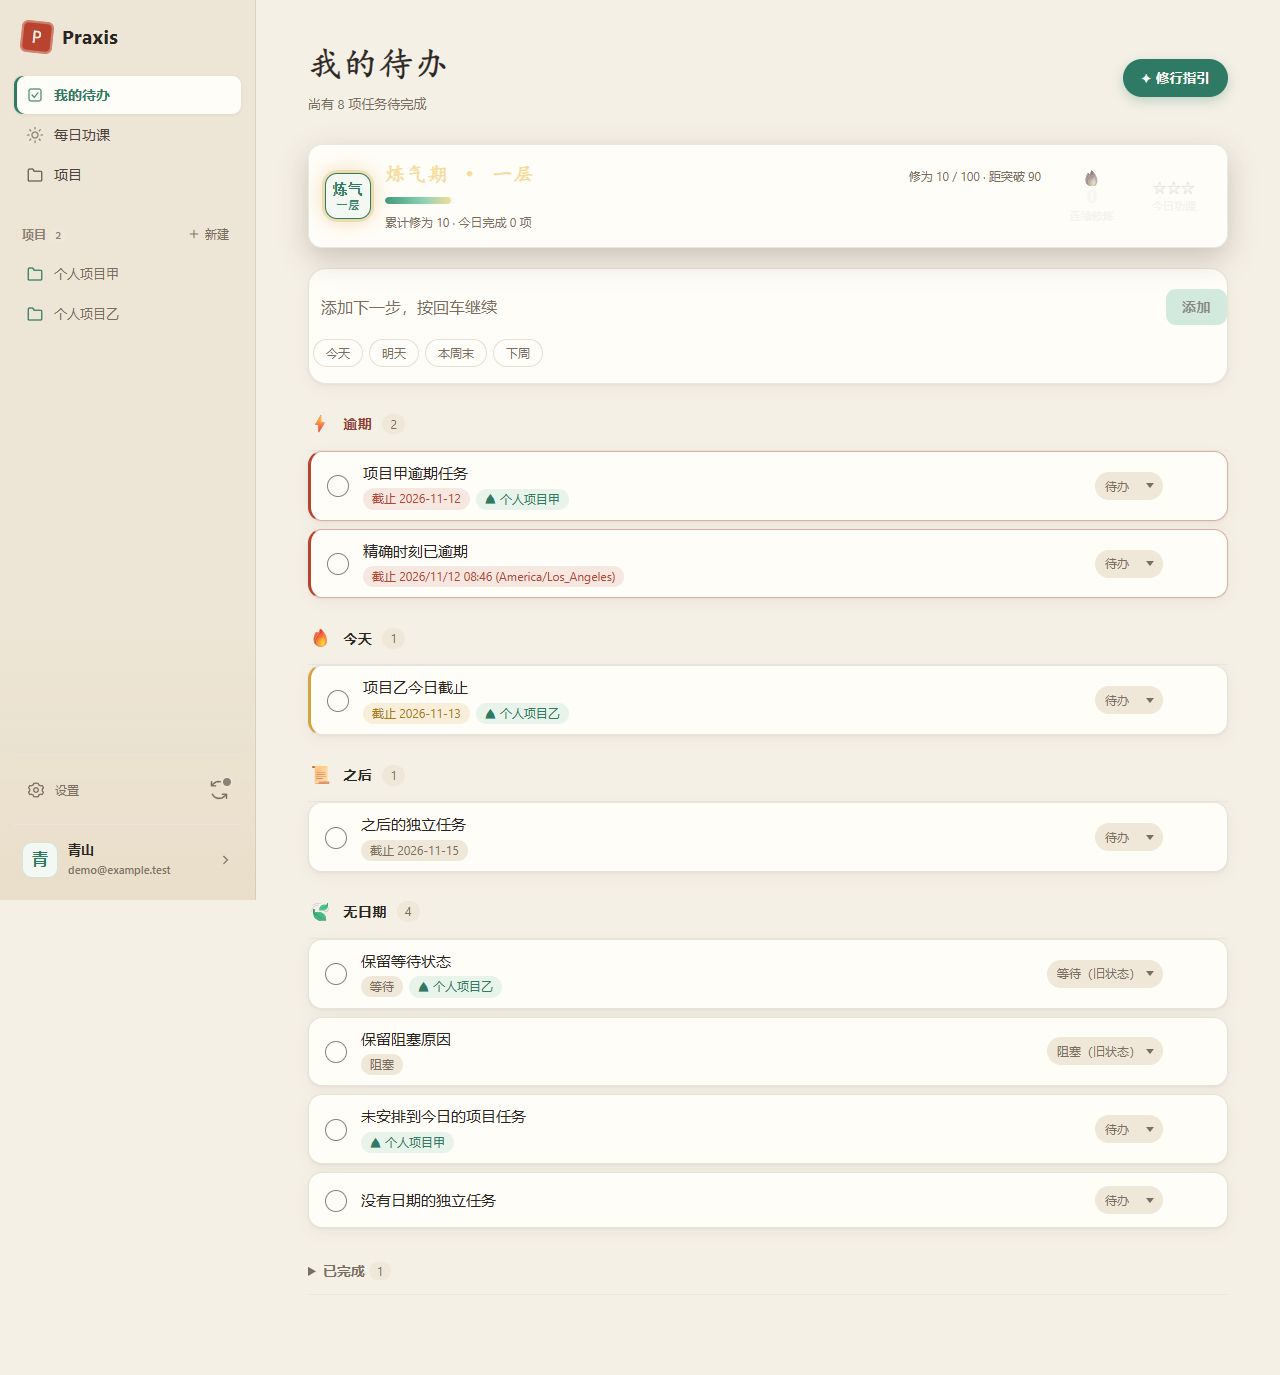 P Praxis
我的待办
每日功课
项目
项目 2 + 新建
个人项目甲
个人项目乙
设置
青 青山
demo@example.test
我的待办
尚有 8 项任务待完成
✦ 修行指引
炼气
一层
炼气期 • 一层
修为 10 / 100 · 距突破 90
累计修为 10 · 今日完成 0 项
0
连续修炼
☆☆☆
今日功课
添加下一步，按回车继续
添加
今天 明天 本周末 下周
逾期 2
项目甲逾期任务
截止 2026-11-12 个人项目甲
待办
精确时刻已逾期
截止 2026/11/12 08:46 (America/Los_Angeles)
待办
今天 1
项目乙今日截止
截止 2026-11-13 个人项目乙
待办
之后 1
之后的独立任务
截止 2026-11-15
待办
无日期 4
保留等待状态
等待 个人项目乙
等待（旧状态）
保留阻塞原因
阻塞
阻塞（旧状态）
未安排到今日的项目任务
个人项目甲
待办
没有日期的独立任务
待办
已完成 1